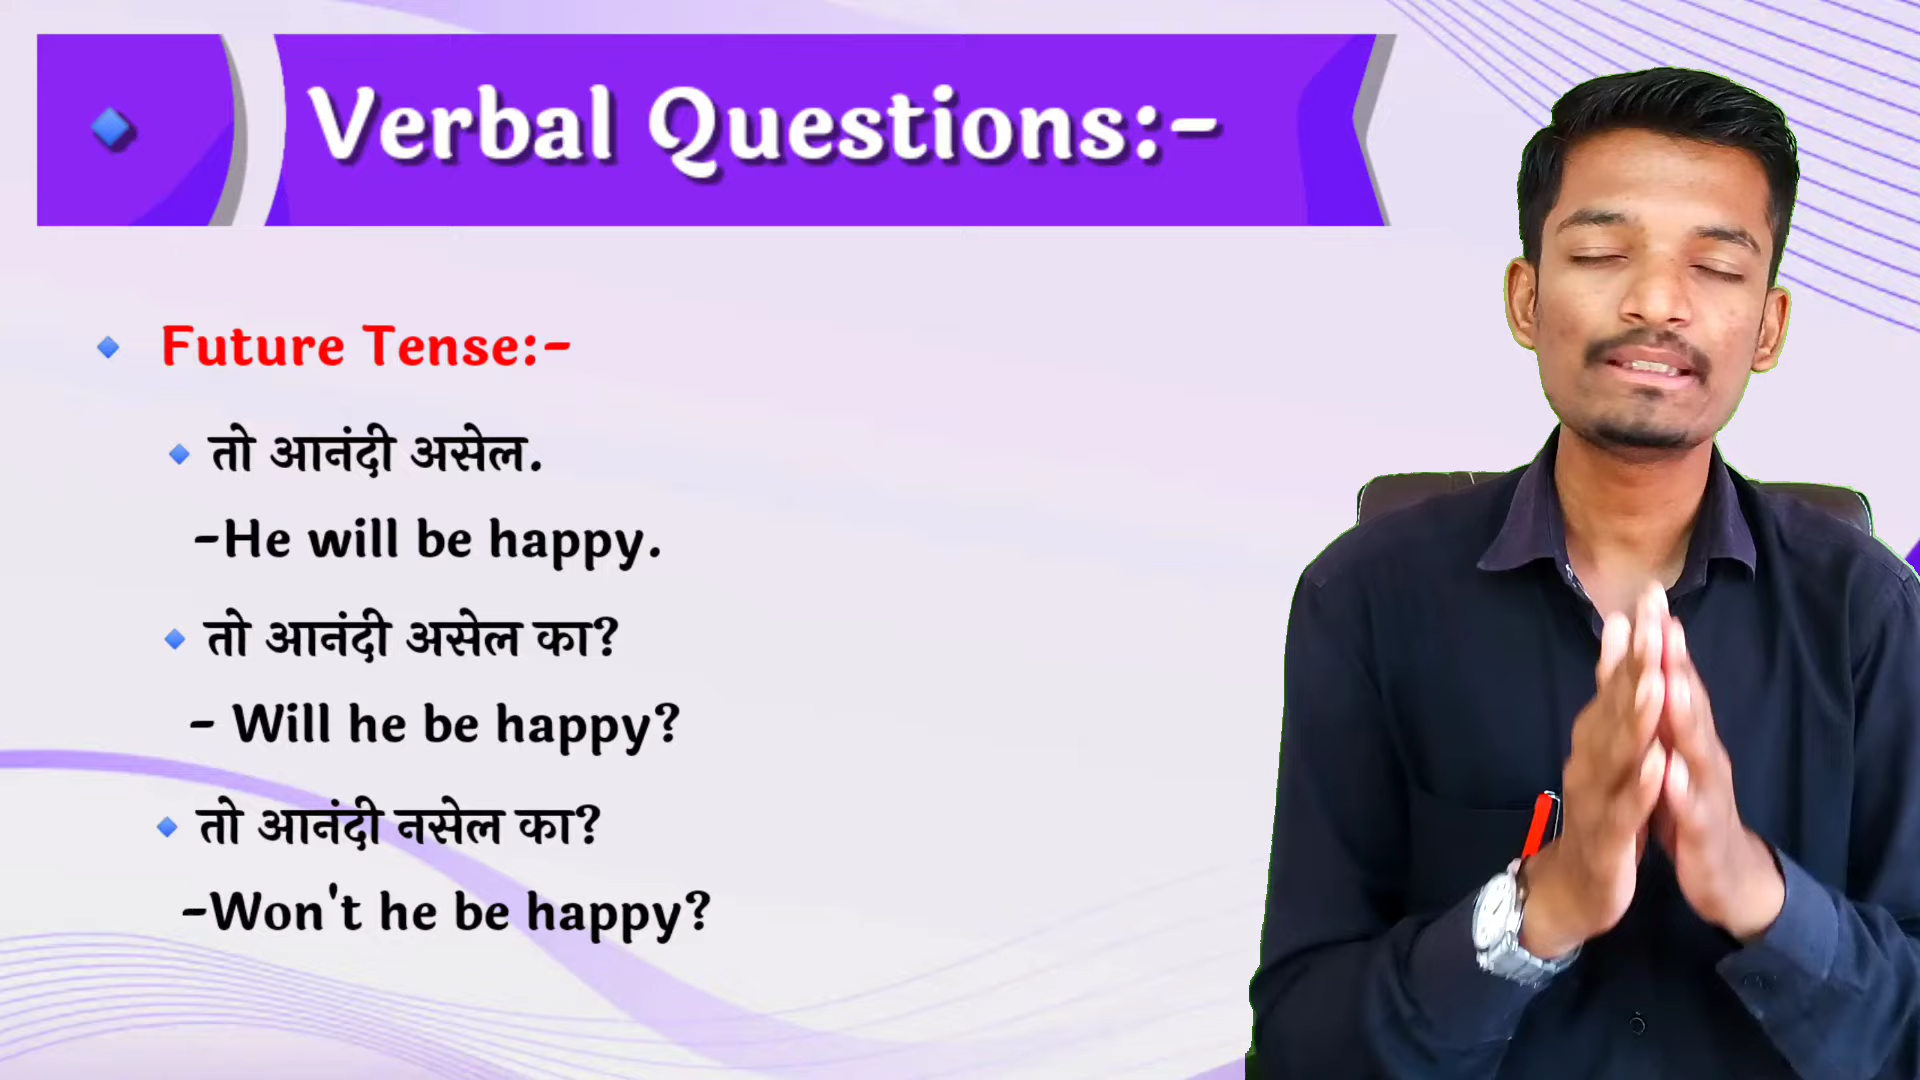 Verbal Questions:-
Future Tense:-
तो आनंदी असेल.
-He will be happy.
तो आनंदी असेल का?
- Will he be happy?
तो आनंदी नसेल का?
-Won't he be happy?